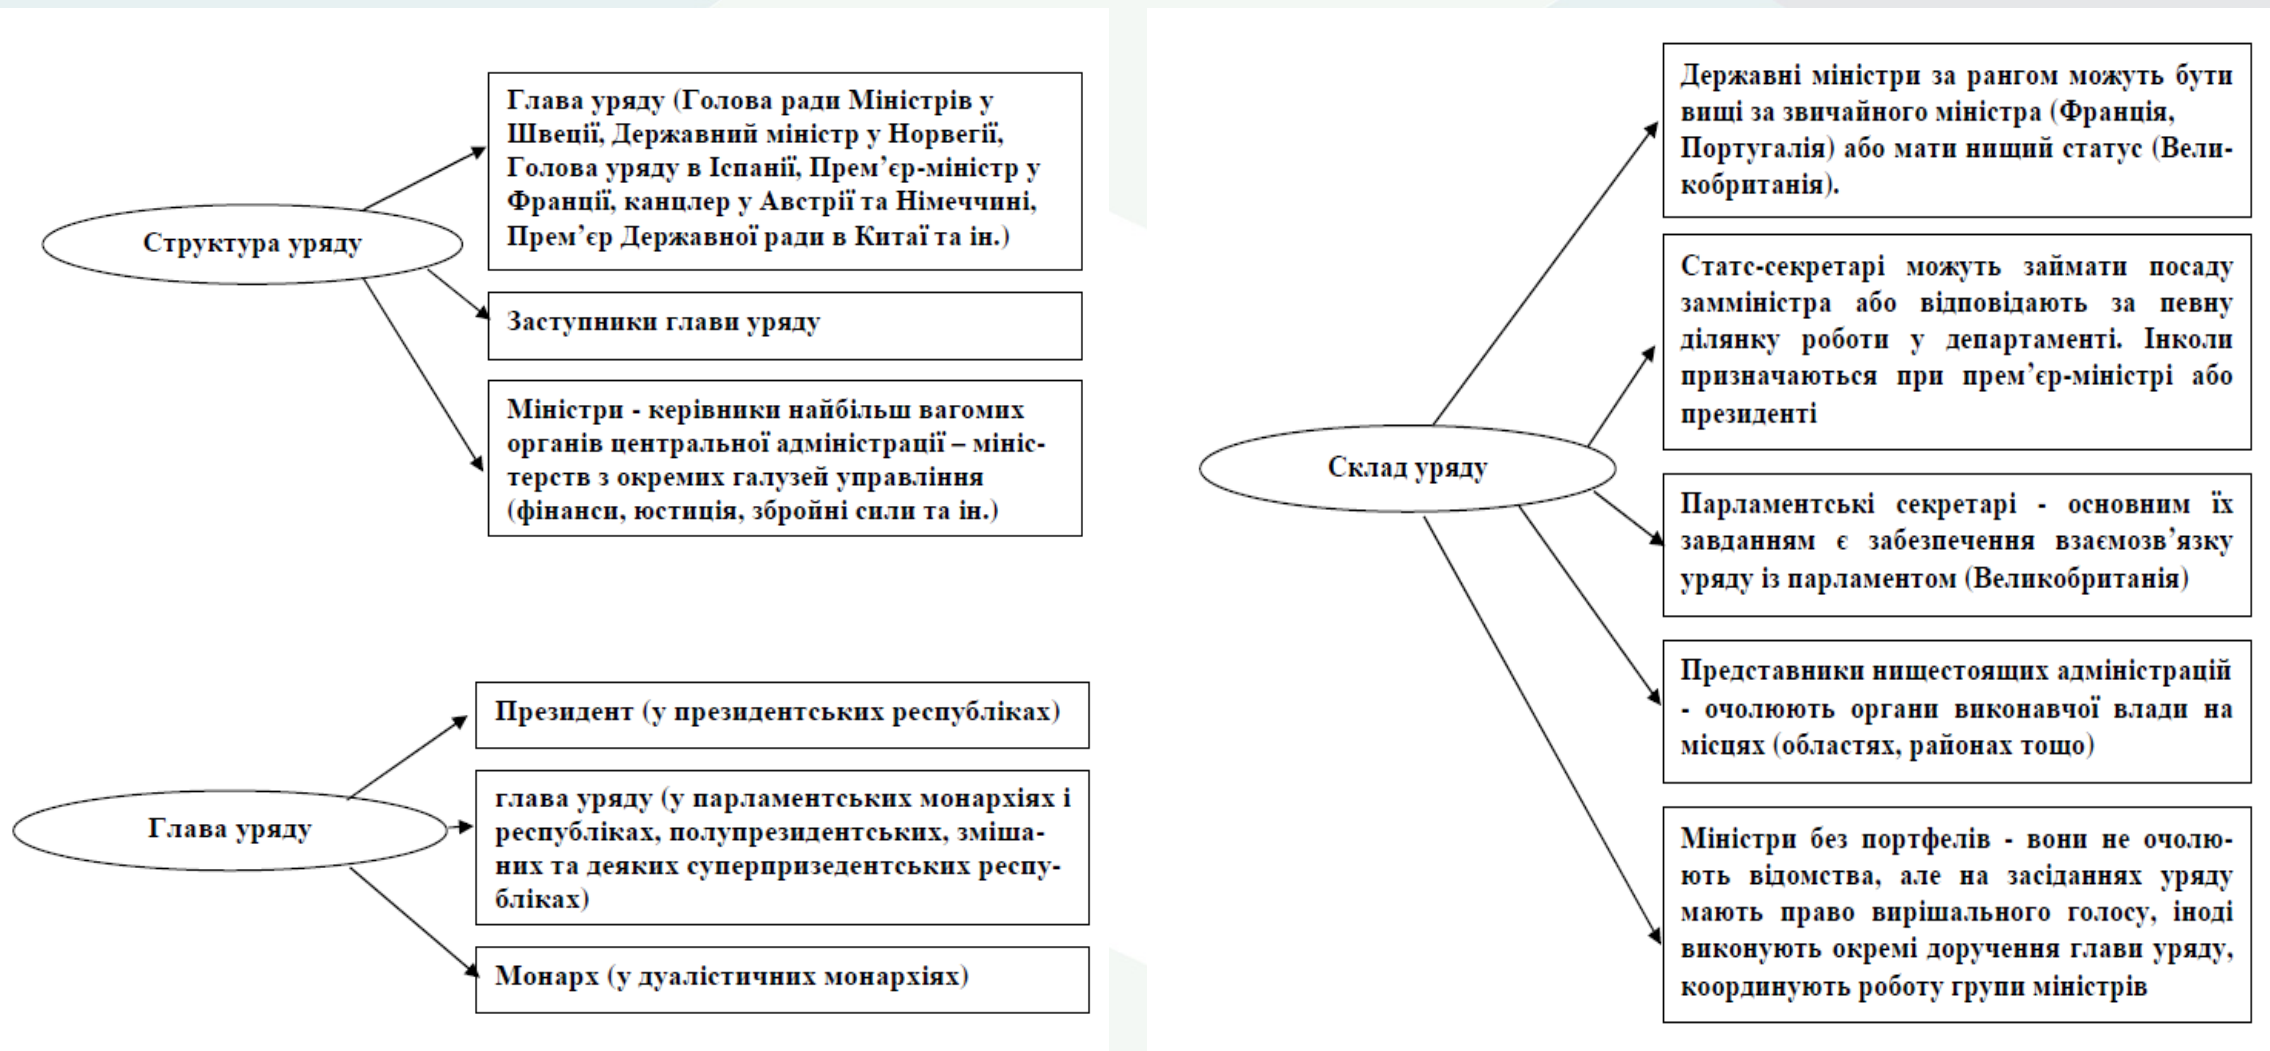 Структура уряду
Глава уряду (Голова ради Міністрів у
Швеції, Державний міністр у Норвегії,
Голова уряду в Іспанії, Прем’єр-міністр у
Франції, канцлер у Австрії та Німеччині,
Прем’єр Державної ради в Китаї та ін.)
Заступники глави уряду
Міністри - керівники найбільш вагомих
органів центральної адміністрації – мініс-
терств з окремих галузей управління
(фінанси, юстиція, збройні сили та ін.)
Глава уряду
Президент (у президентських республіках)
глава уряду (у парламентських монархіях і
республіках, полупрезидентських, зміша-
них та деяких суперпризедентських респу-
бліках)
Монарх (у дуалістичних монархіях)
Склад уряду
Державні міністри за рангом можуть бути
вищі за звичайного міністра (Франція,
Португалія) або мати нищий статус (Вели-
кобританія).
Статс-секретарі можуть займати посаду
замміністра або відповідають за певну
ділянку роботи у департаменті. Інколи
призначаються при прем’єр-міністрі або
президенті
Парламентські секретарі - основним їх
завданням є забезпечення взаємозв’язку
уряду із парламентом (Великобританія)
Представники нищестоящих адміністрацій
- очолюють органи виконавчої влади на
місцях (областях, районах тощо)
Міністри без портфелів - вони не очолю-
ють відомства, але на засіданнях уряду
мають право вирішального голосу, іноді
виконують окремі доручення глави уряду,
координують роботу групи міністрів